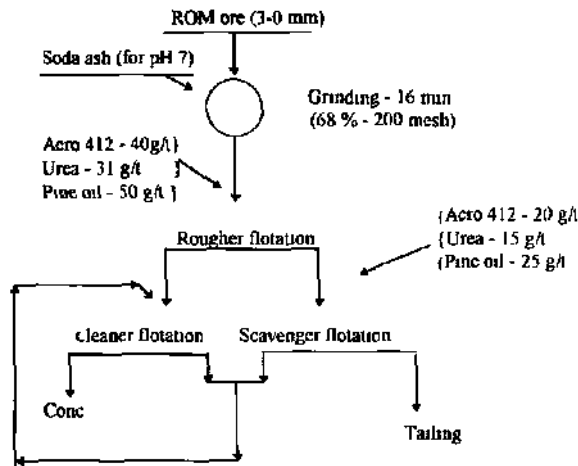 ROM ore (3-0 mm)
Soda ash (for pH 7)
Grinding - 16 min
(68 % - 200 mesh)
Aero 412 - 40g/t}
Urea - 31 g/t }
Pine oil - 50 g/t}
{Aero 412 - 20 g/t
{Urea - 15 g/t
{Pine oil - 25 g/t
Rougher flotation
Cleaner flotation
Scavenger flotation
Conc
Tailing